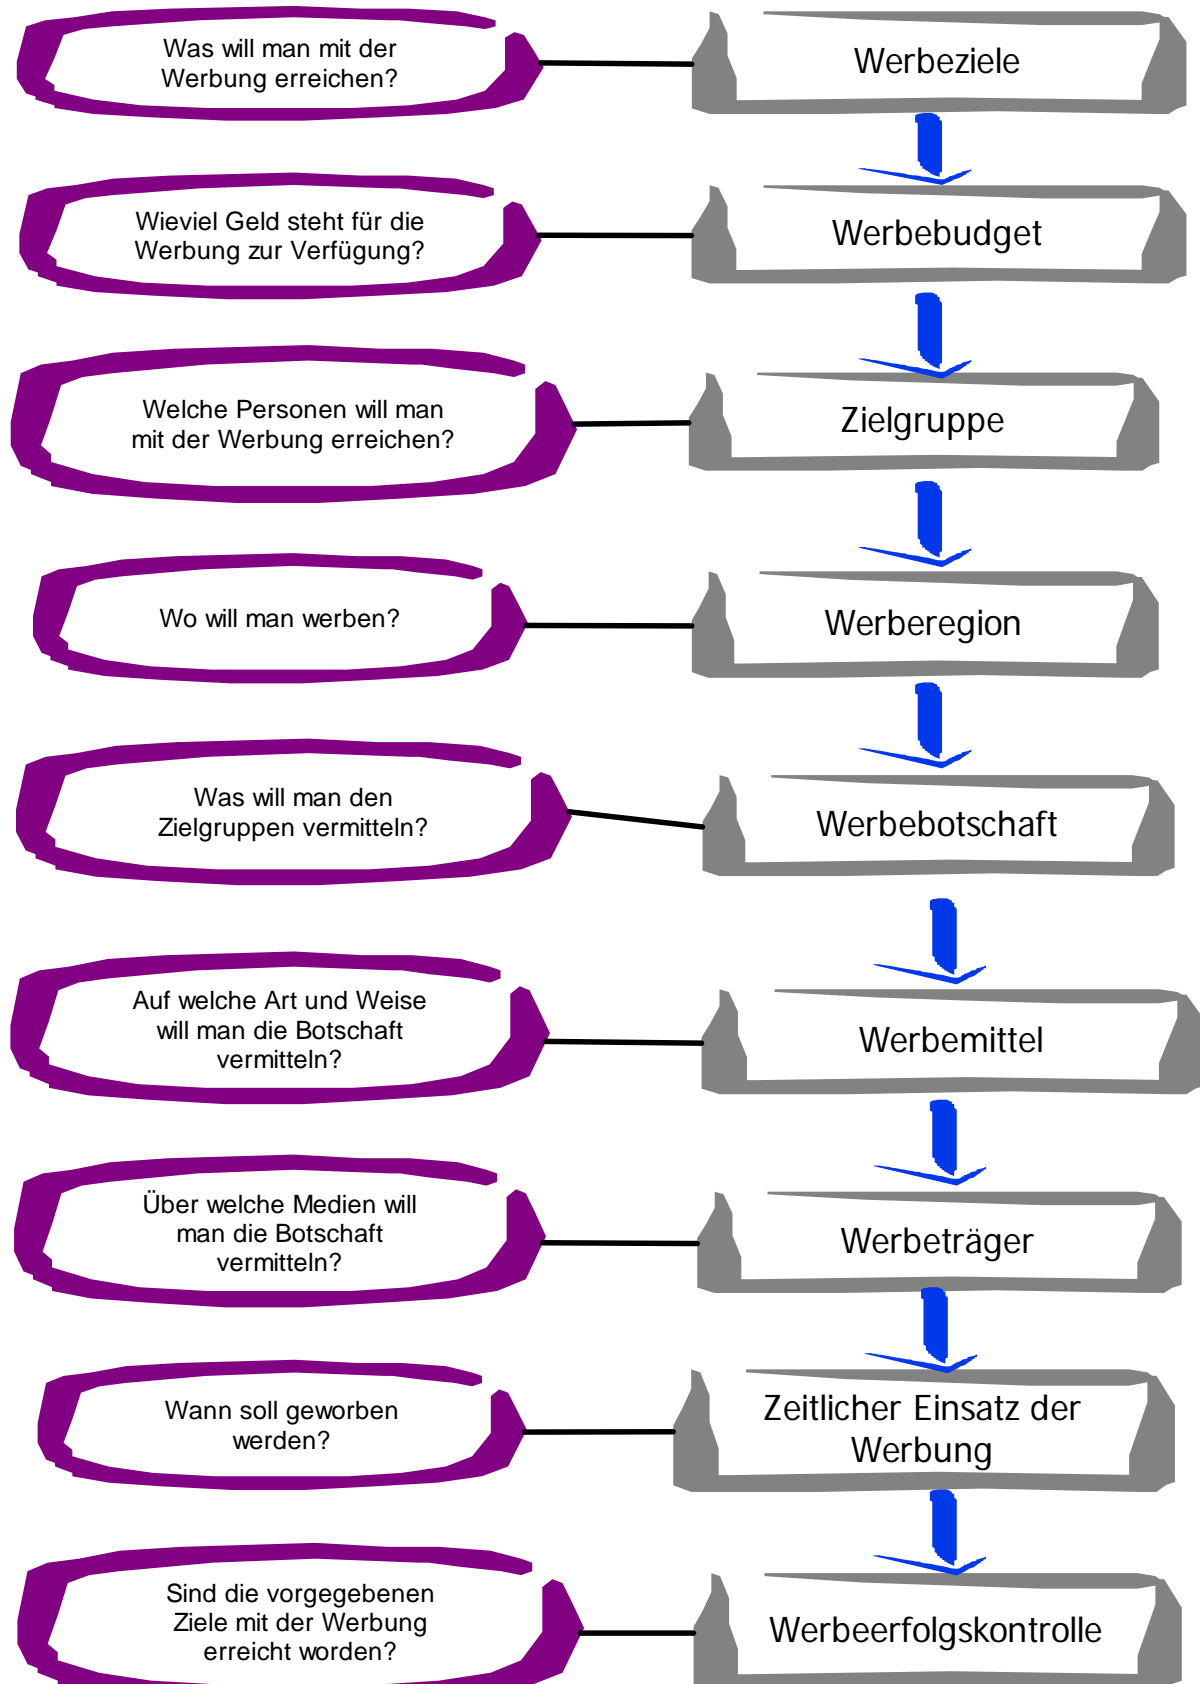 Was will man mit der
Werbung erreichen?
Werbeziele
Wieviel Geld steht für die
Werbung zur Verfügung?
Werbebudget
Welche Personen will man
mit der Werbung erreichen?
Zielgruppe
Wo will man werben?
Werberegion
Was will man den
Zielgruppen vermitteln?
Werbebotschaft
Auf welche Art und Weise
will man die Botschaft
vermitteln?
Werbemittel
Über welche Medien will
man die Botschaft
vermitteln?
Werbeträger
Wann soll geworben
werden?
Zeitlicher Einsatz der
Werbung
Sind die vorgegebenen
Ziele mit der Werbung
erreicht worden?
Werbeerfolgskontrolle